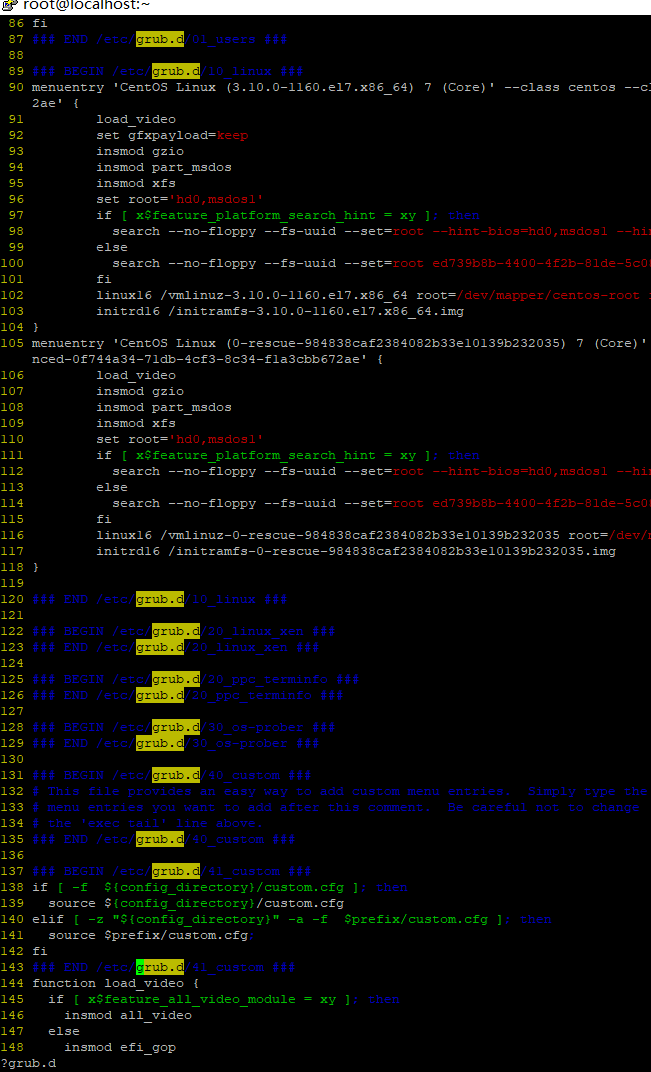 root@localhost:~
86 fi
87 ### END /etc/grub.d/01_users ###
88
89 ### BEGIN /etc/grub.d/10_linux ###
90 menuentry 'CentOS Linux (3.10.0-1160.el7.x86_64) 7 (Core)' --class centos --cl
2ae' {
91 load_video
92 set gfxpayload=keep
93 insmod gzio
94 insmod part_msdos
95 insmod xfs
96 set root='hd0,msdos1'
97 if [ x$feature_platform_search_hint = xy ]; then
98 search --no-floppy --fs-uuid --set=root --hint-bios=hd0,msdos1 --hin
99 else
100 search --no-floppy --fs-uuid --set=root ed739b8b-4400-4f2b-81de-5c00
101 fi
102 linux16 /vmlinuz-3.10.0-1160.el7.x86_64 root=/dev/mapper/centos-root
103 initrd16 /initramfs-3.10.0-1160.el7.x86_64.img
104 }
105 menuentry 'CentOS Linux (0-rescue-984838caf2384082b33e10139b232035) 7 (Core)'
nced-0f744a34-71db-4cf3-8c34-f1a3cbb672ae' {
106 load_video
107 insmod gzio
108 insmod part_msdos
109 insmod xfs
110 set root='hd0,msdos1'
111 if [ x$feature_platform_search_hint = xy ]; then
112 search --no-floppy --fs-uuid --set=root --hint-bios=hd0,msdos1 --hin
113 else
114 search --no-floppy --fs-uuid --set=root ed739b8b-4400-4f2b-81de-5c00
115 fi
116 linux16 /vmlinuz-0-rescue-984838caf2384082b33e10139b232035 root=/dev/m
117 initrd16 /initramfs-0-rescue-984838caf2384082b33e10139b232035.img
118 }
119
120 ### END /etc/grub.d/10_linux ###
121
122 ### BEGIN /etc/grub.d/20_linux_xen ###
123 ### END /etc/grub.d/20_linux_xen ###
124
125 ### BEGIN /etc/grub.d/20_ppc_terminfo ###
126 ### END /etc/grub.d/20_ppc_terminfo ###
127
128 ### BEGIN /etc/grub.d/30_os-prober ###
129 ### END /etc/grub.d/30_os-prober ###
130
131 ### BEGIN /etc/grub.d/40_custom ###
132 # This file provides an easy way to add custom menu entries.  Simply type the
133 # menu entries you want to add after this comment.  Be careful not to change
134 # the 'exec tail' line above.
135 ### END /etc/grub.d/40_custom ###
136
137 ### BEGIN /etc/grub.d/41_custom ###
138 if [ -f  ${config_directory}/custom.cfg ]; then
139 source ${config_directory}/custom.cfg
140 elif [ -z "${config_directory}" -a -f  $prefix/custom.cfg ]; then
141 source $prefix/custom.cfg;
142 fi
143 ### END /etc/grub.d/41_custom ###
144 function load_video {
145 if [ x$feature_all_video_module = xy ]; then
146 insmod all_video
147 else
148 insmod efi_gop
?grub.d